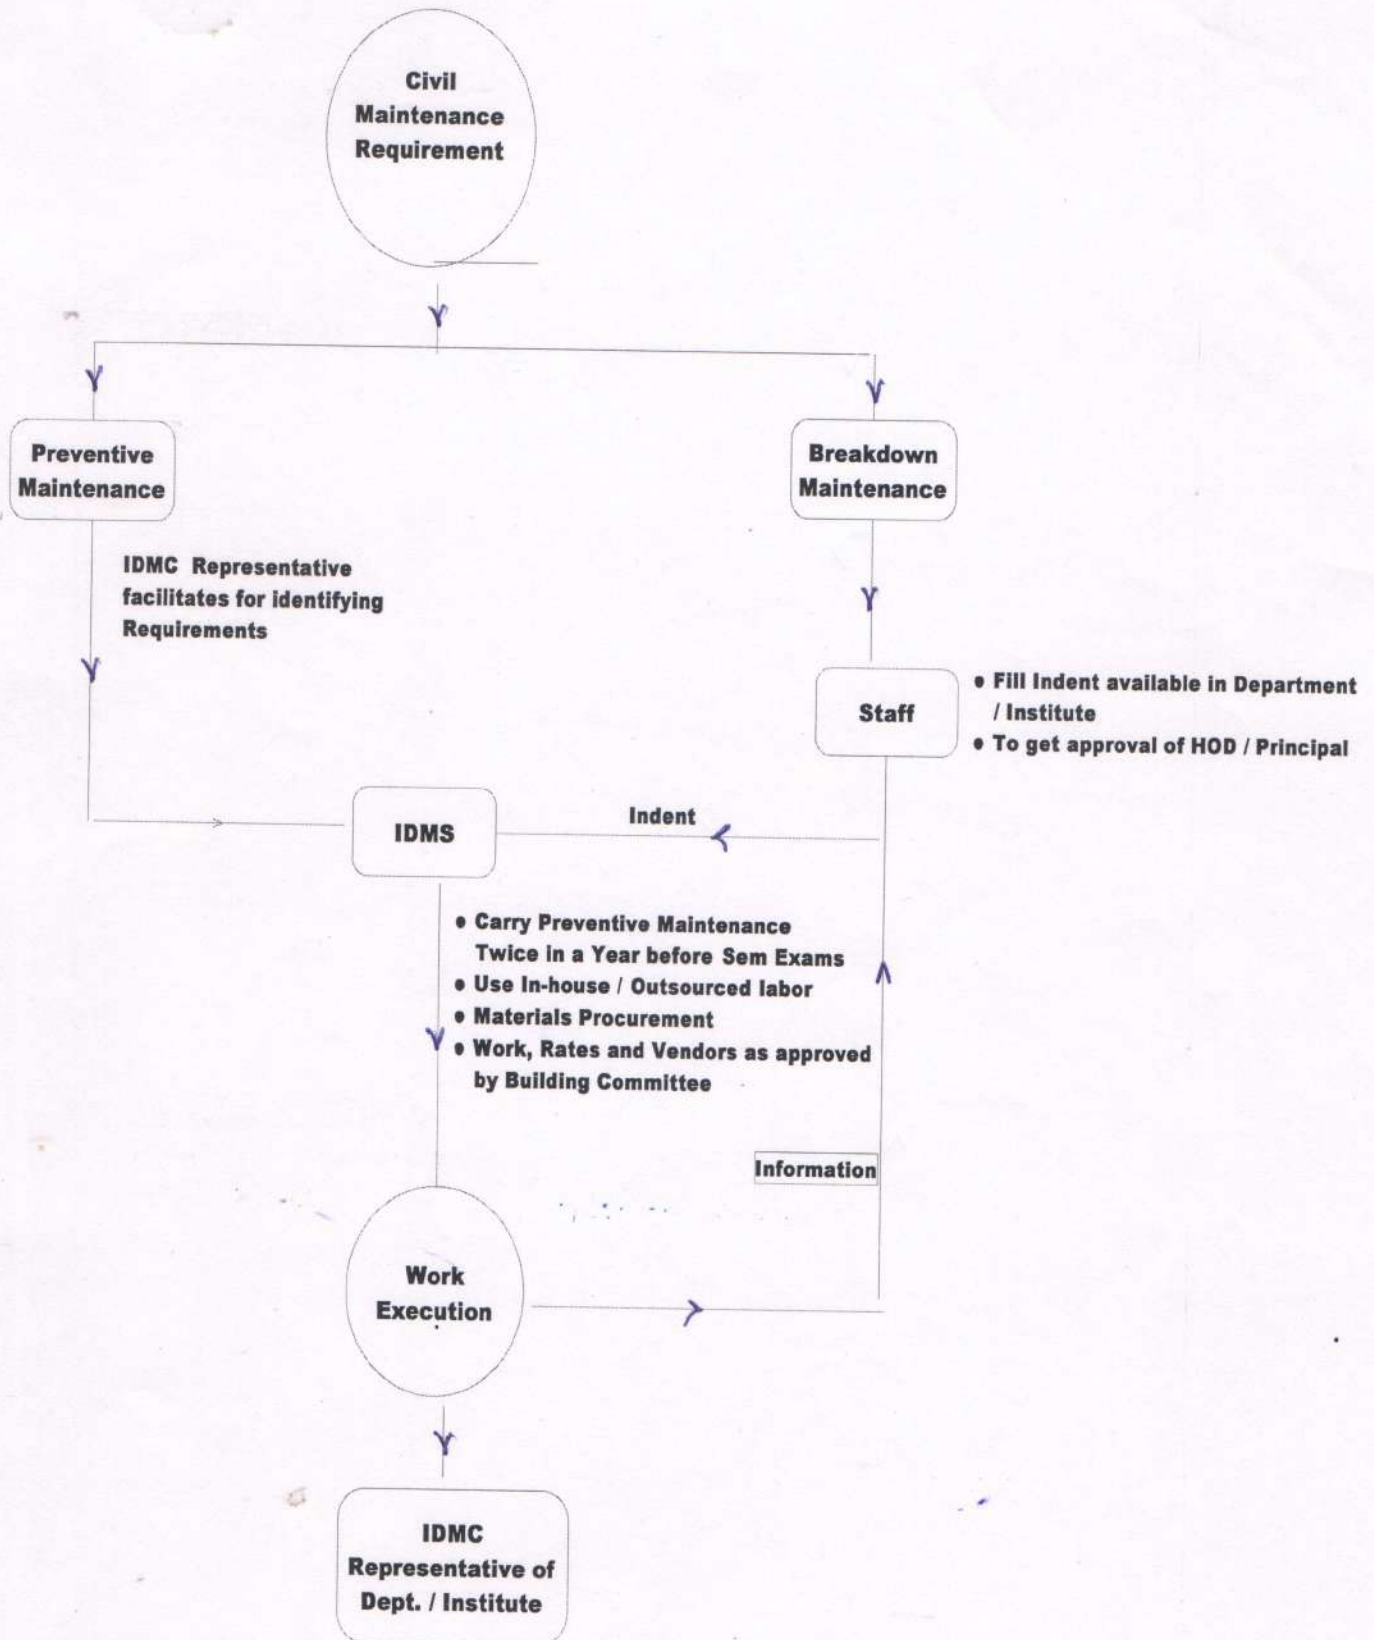 Civil
Maintenance
Requirement
Preventive
Maintenance
Breakdown
Maintenance
IDMC Representative
facilitates for identifying
Requirements
Staff
• Fill Indent available in Department
/ Institute
• To get approval of HOD / Principal
IDMS
Indent
• Carry Preventive Maintenance
Twice in a Year before Sem Exams
• Use In-house / Outsourced labor
• Materials Procurement
• Work, Rates and Vendors as approved
by Building Committee
Information
Work
Execution
IDMC
Representative of
Dept. / Institute